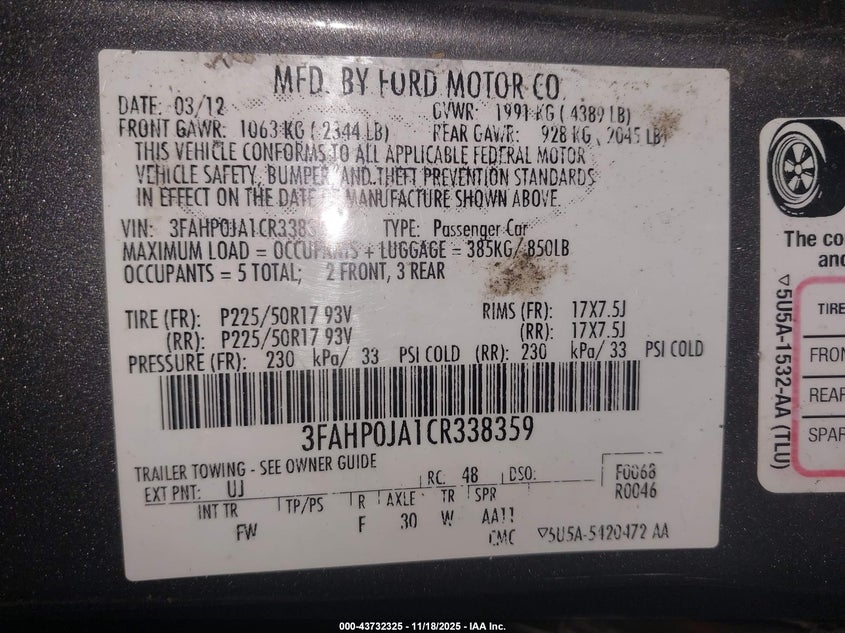 MFD. BY FORD MOTOR CO
DATE: 03/12 GVWR: 1991 KG ( 4389 LB)
FRONT GAWR: 1063 KG ( 2344 LB) REAR GAWR: 928 KG ( 2045 LB)
THIS VEHICLE CONFORMS TO ALL APPLICABLE FEDERAL MOTOR
VEHICLE SAFETY, BUMPER AND THEFT PREVENTION STANDARDS
IN EFFECT ON THE DATE OF MANUFACTURE SHOWN ABOVE.
VIN: 3FAHP0JA1CR338 TYPE: Passenger Car
MAXIMUM LOAD = OCCUPANTS + LUGGAGE = 385KG/ 850LB
OCCUPANTS = 5 TOTAL; 2 FRONT, 3 REAR
TIRE (FR): P225/50R17 93V RIMS (FR): 17X7.5J
(RR): P225/50R17 93V (RR): 17X7.5J
PRESSURE (FR): 230 kPa/ 33 PSI COLD (RR): 230 kPa/ 33 PSI COLD
3FAHP0JA1CR338359
TRAILER TOWING - SEE OWNER GUIDE
EXT PNT: UJ RC: 48 DSO: F0068
INT TR TP/PS R AXLE TR SPR R0046
FW F 30 W AA11
CMC ▽5U5A-5420472 AA
The co
and
TIRE
FRON
REAR
SPAR
▽5U5A-1532-AA (TLU)
000-43732325 - 11/18/2025 - IAA Inc.